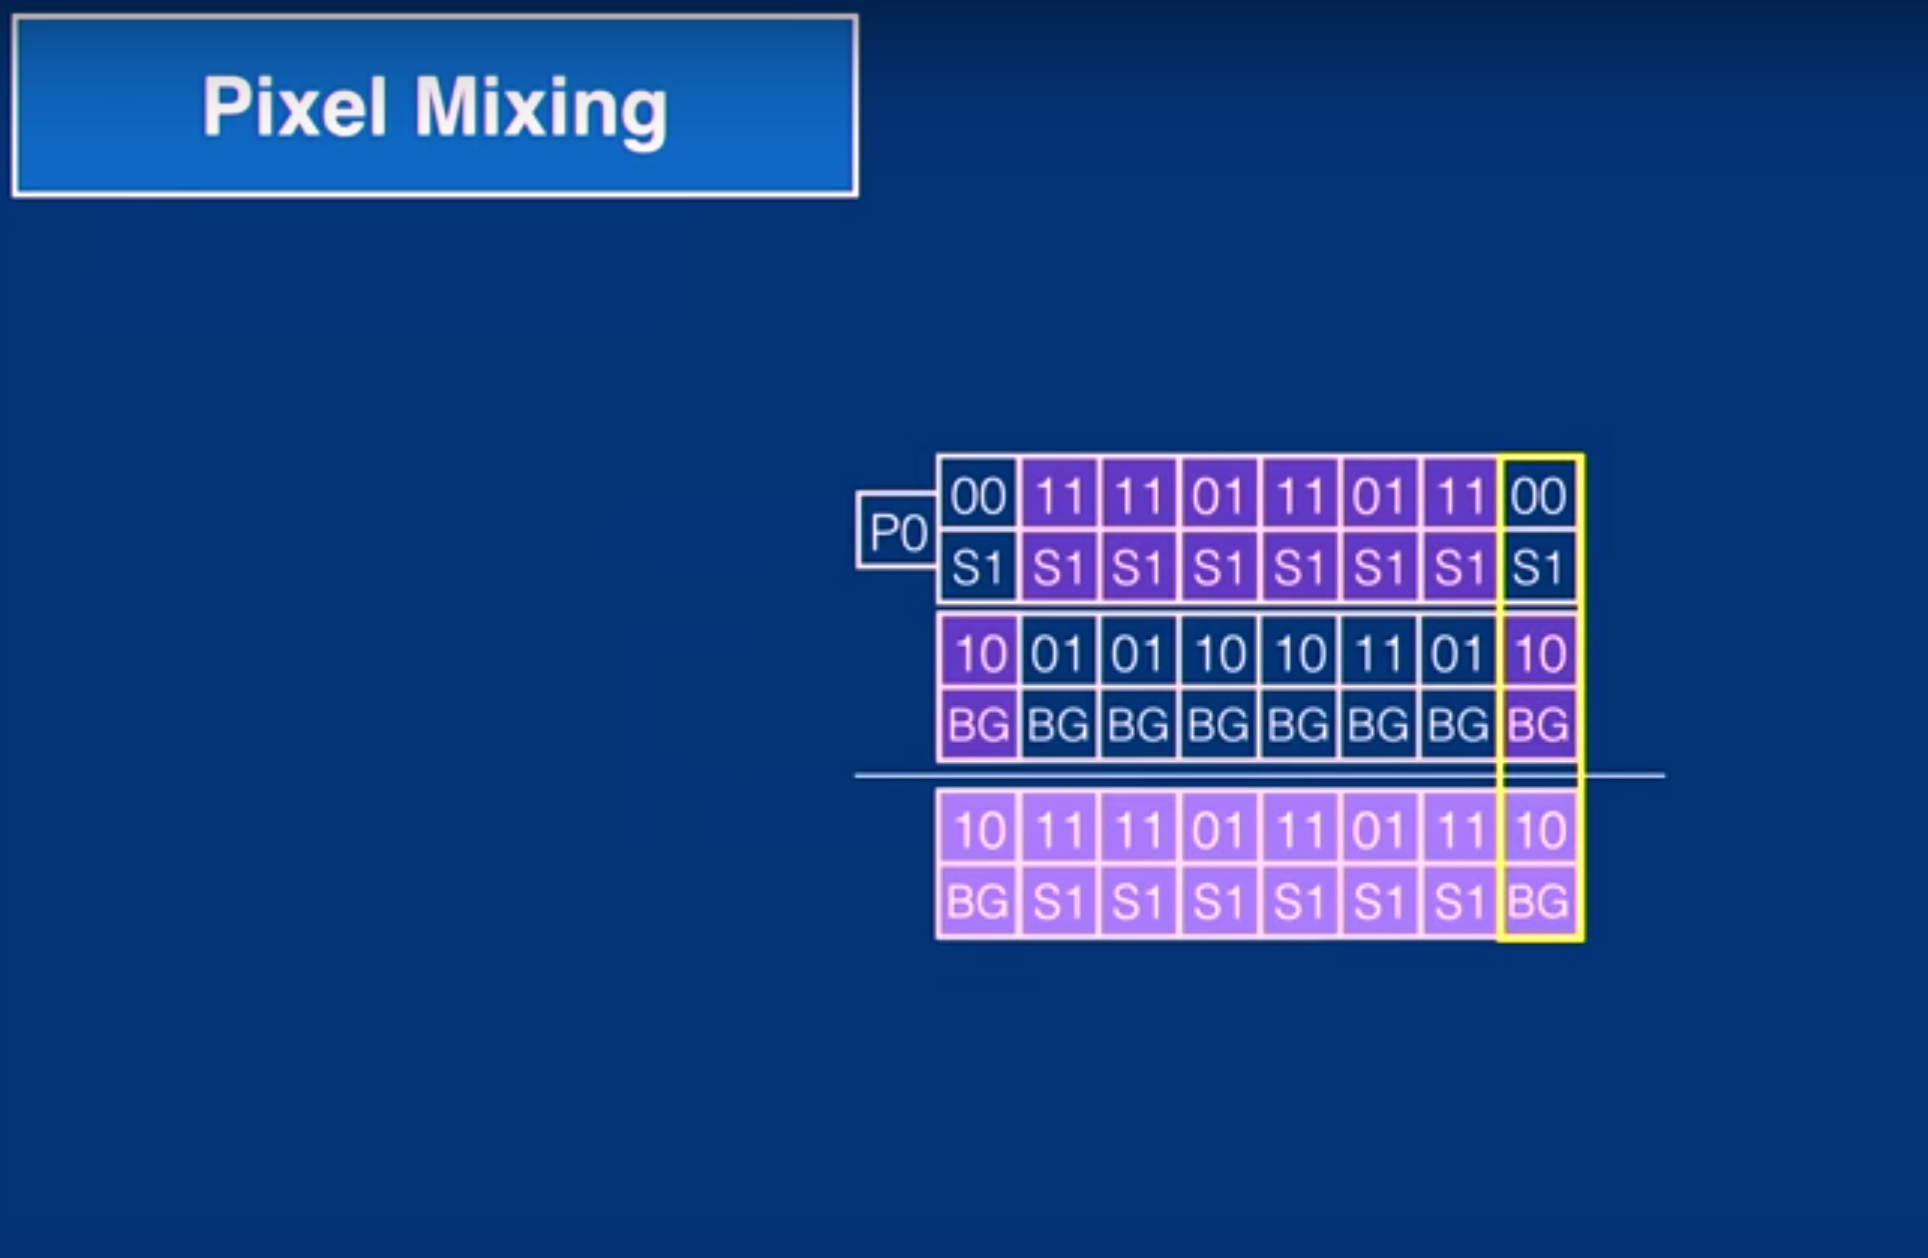 Pixel Mixing
00 11 11 01 11 01 11 00
P0
S1 S1 S1 S1 S1 S1 S1 S1
10 01 01 10 10 11 01 10
BG BG BG BG BG BG BG BG
10 11 11 01 11 01 11 10
BG S1 S1 S1 S1 S1 S1 BG